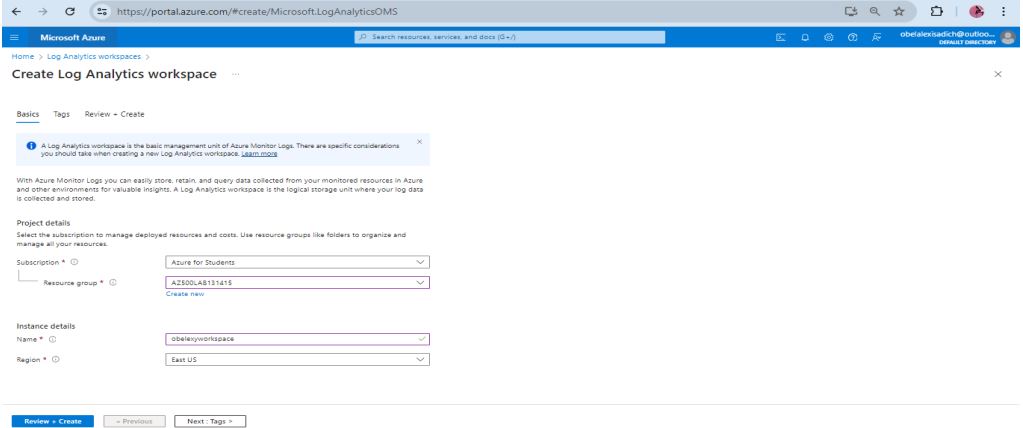 https://portal.azure.com/#create/Microsoft.LogAnalyticsOMS
Microsoft Azure
Search resources, services, and docs (G+/)
obelalexisadich@outloo...
DEFAULT DIRECTORY
Home > Log Analytics workspaces >
Create Log Analytics workspace ...
Basics Tags Review + Create
A Log Analytics workspace is the basic management unit of Azure Monitor Logs. There are specific considerations
you should take when creating a new Log Analytics workspace. Learn more
With Azure Monitor Logs you can easily store, retain, and query data collected from your monitored resources in Azure
and other environments for valuable insights. A Log Analytics workspace is the logical storage unit where your log data
is collected and stored.
Project details
Select the subscription to manage deployed resources and costs. Use resource groups like folders to organize and
manage all your resources.
Subscription * Azure for Students
Resource group * AZ500LAB131415
Create new
Instance details
Name * obelexyworkspace
Region * East US
Review + Create « Previous Next : Tags >